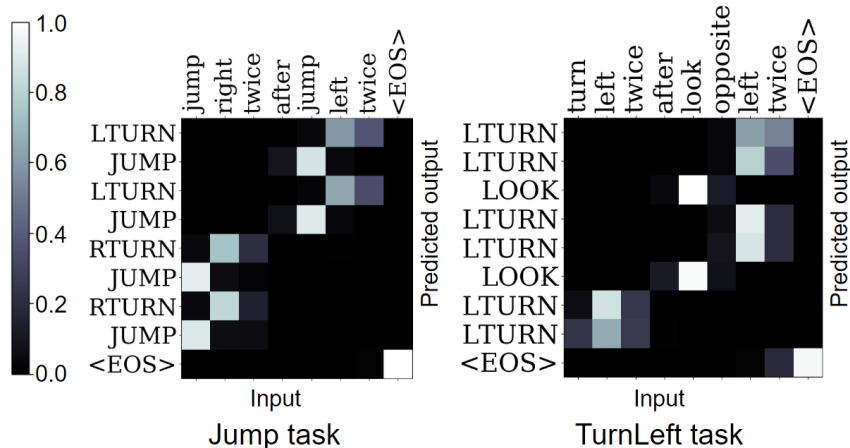 1.0
0.8
0.6
0.4
0.2
0.0
jump
right
twice
after
jump
left
twice
<EOS>
LTURN
JUMP
LTURN
JUMP
RTURN
JUMP
RTURN
JUMP
<EOS>
Predicted output
Input
Jump task
turn
left
twice
after
look
opposite
left
twice
<EOS>
LTURN
LTURN
LOOK
LTURN
LTURN
LOOK
LTURN
LTURN
<EOS>
Predicted output
Input
TurnLeft task